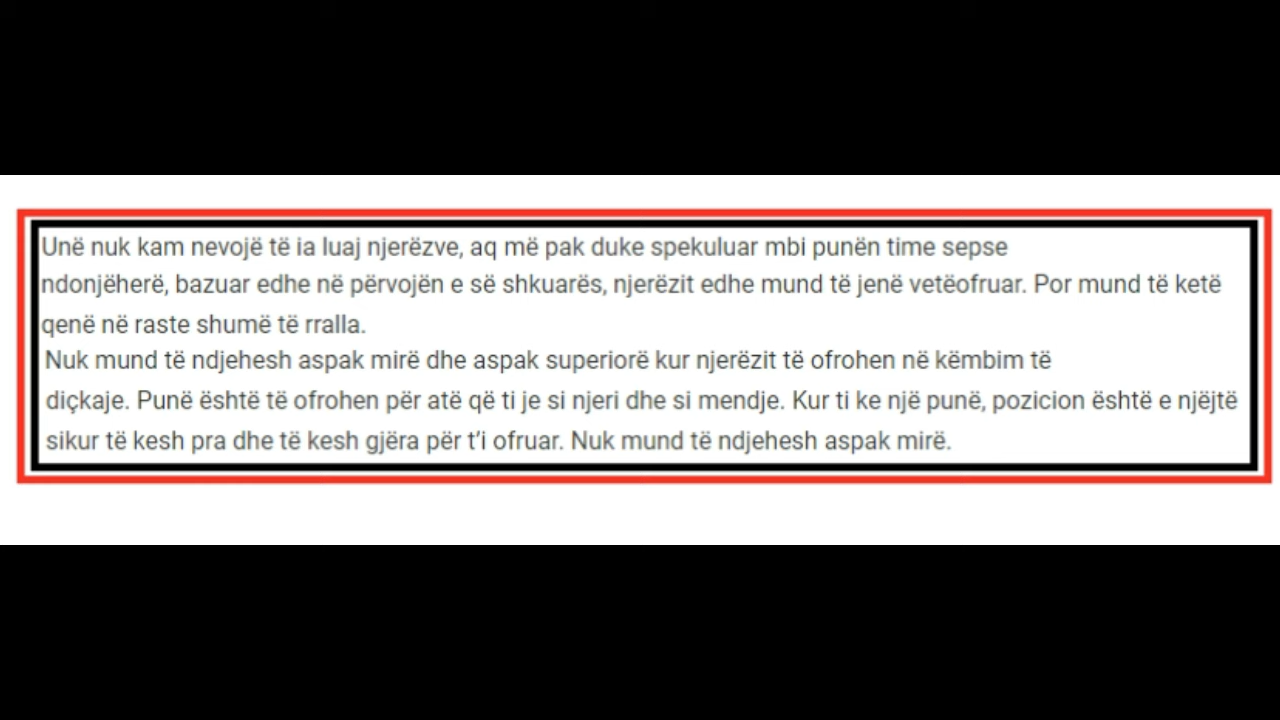 Unë nuk kam nevojë të ia luaj njerëzve, aq më pak duke spekuluar mbi punën time sepse
ndonjëherë, bazuar edhe në përvojën e së shkuarës, njerëzit edhe mund të jenë vetëofruar. Por mund të ketë
qenë në raste shumë të rralla.
Nuk mund të ndjehesh aspak mirë dhe aspak superiorë kur njerëzit të ofrohen në këmbim të
diçkaje. Punë është të ofrohen për atë që ti je si njeri dhe si mendje. Kur ti ke një punë, pozicion është e njëjtë
sikur të kesh pra dhe të kesh gjëra për t’i ofruar. Nuk mund të ndjehesh aspak mirë.